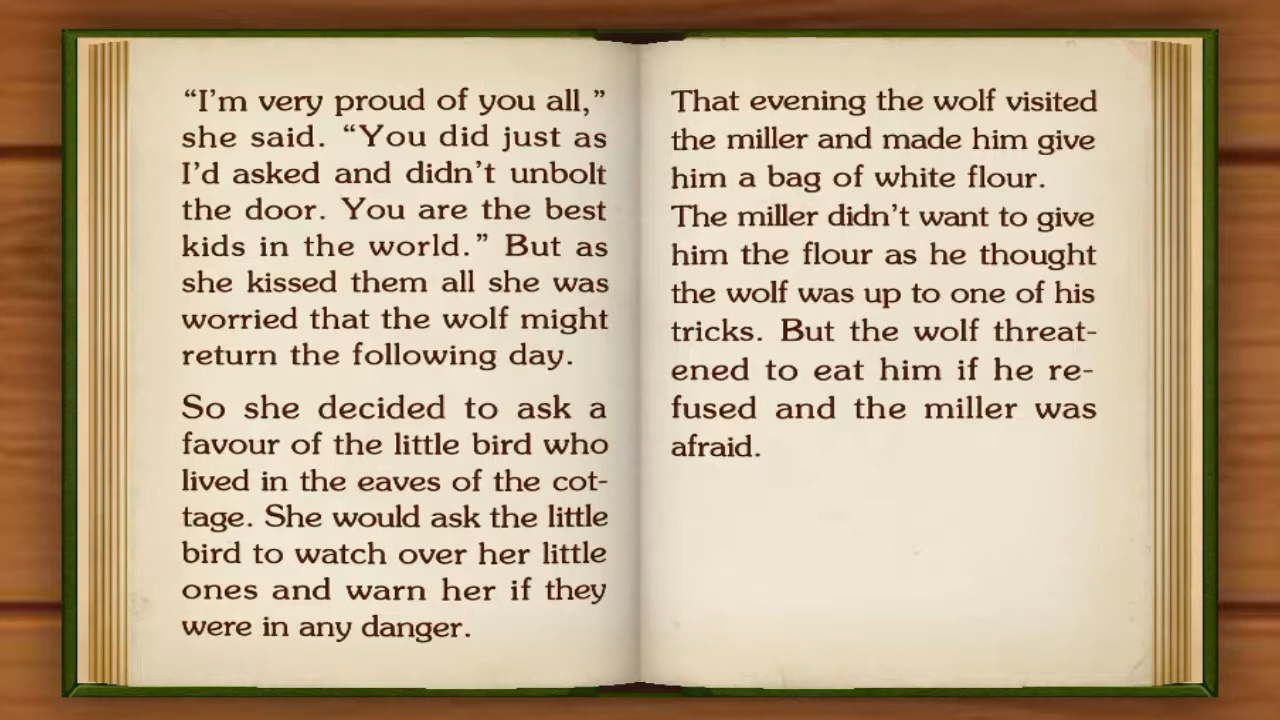 “I’m very proud of you all,”
she said. “You did just as
I’d asked and didn’t unbolt
the door. You are the best
kids in the world.” But as
she kissed them all she was
worried that the wolf might
return the following day.
So she decided to ask a
favour of the little bird who
lived in the eaves of the cot-
tage. She would ask the little
bird to watch over her little
ones and warn her if they
were in any danger.
That evening the wolf visited
the miller and made him give
him a bag of white flour.
The miller didn’t want to give
him the flour as he thought
the wolf was up to one of his
tricks. But the wolf threat-
ened to eat him if he re-
fused and the miller was
afraid.